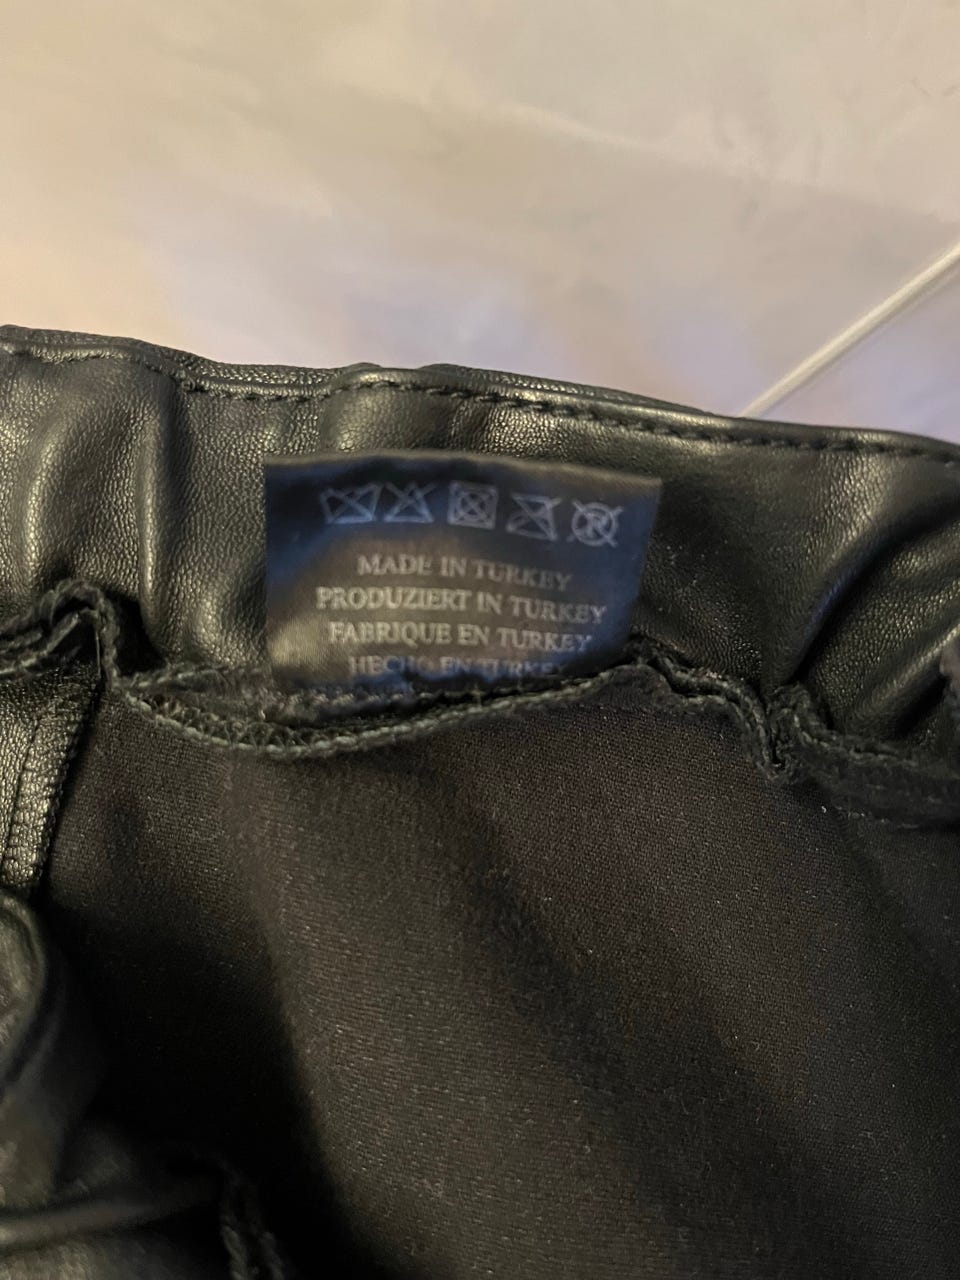 MADE IN TURKEY
PRODUZIERT IN TURKEY
FABRIQUE EN TURKEY
HECHO EN TURKEY